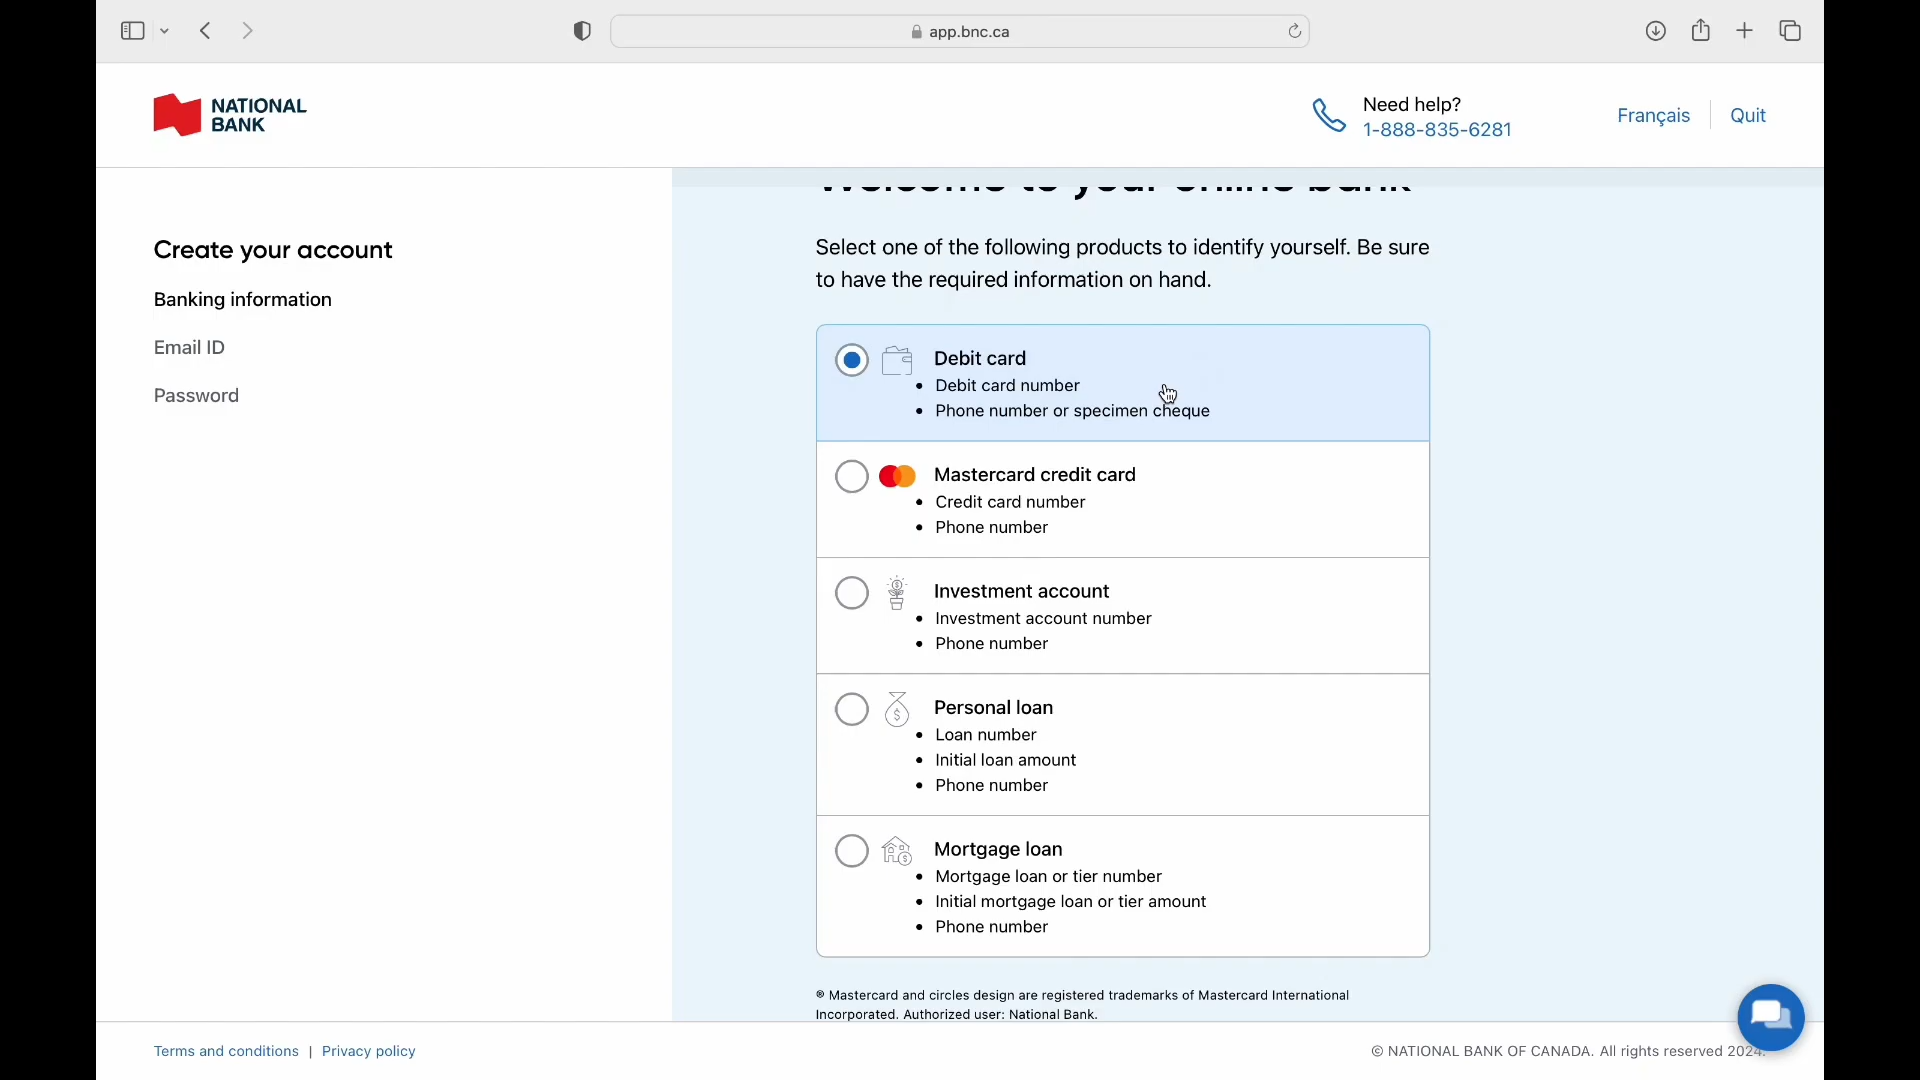 app.bnc.ca
NATIONAL
BANK
Need help?
1-888-835-6281
Français
Quit
Create your account
Banking information
Email ID
Password
Welcome to your online bank
Select one of the following products to identify yourself. Be sure
to have the required information on hand.
Debit card
• Debit card number
• Phone number or specimen cheque
Mastercard credit card
• Credit card number
• Phone number
Investment account
• Investment account number
• Phone number
Personal loan
• Loan number
• Initial loan amount
• Phone number
Mortgage loan
• Mortgage loan or tier number
• Initial mortgage loan or tier amount
• Phone number
® Mastercard and circles design are registered trademarks of Mastercard International
Incorporated. Authorized user: National Bank.
Terms and conditions | Privacy policy
© NATIONAL BANK OF CANADA. All rights reserved 2024.